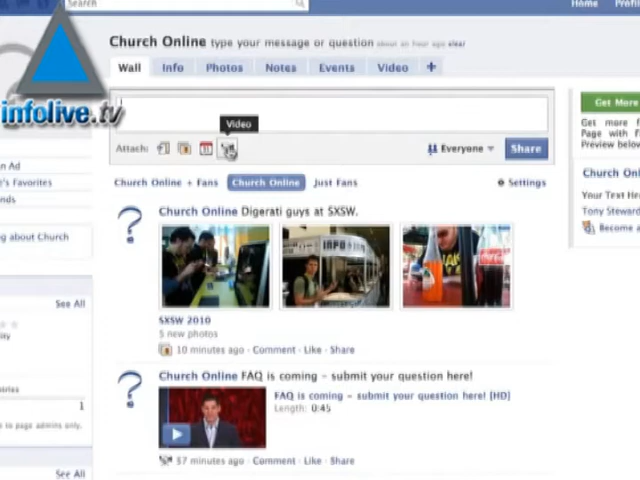 Search
Home Profi
Church Online type your message or question about an hour ago clear
Wall Info Photos Notes Events Video +
infolive.tv
Video
Attach: 31 Everyone Share
Get More
Get more f
Page with F
Preview below
n Ad
e's Favorites
nds
ng about Church
Church Online + Fans Church Online Just Fans Settings
Church Onl
Your Text Her
Tony Steward
Become a
? Church Online Digerati guys at SXSW.
INFO
SXSW 2010
5 new photos
10 minutes ago · Comment · Like · Share
See All
1
e to page admins only.
See All
? Church Online FAQ is coming – submit your question here!
FAQ is coming – submit your question here! [HD]
Length: 0:45
57 minutes ago · Comment · Like · Share